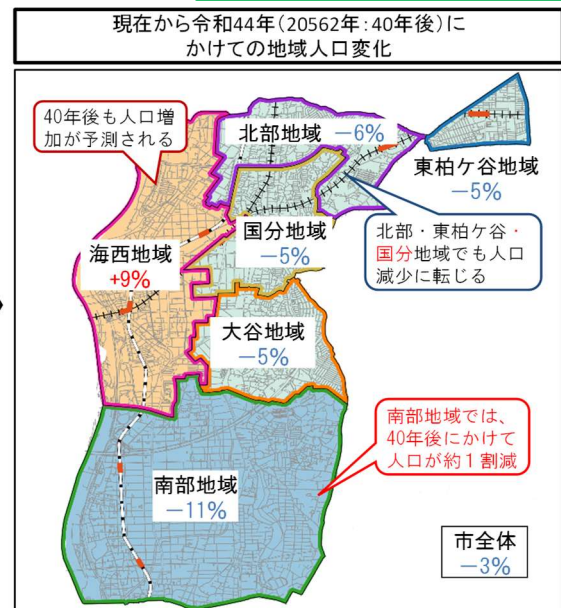 現在から令和44年(20562年:40年後)に
かけての地域人口変化
40年後も人口増
加が予測される
北部地域 −6%
東柏ケ谷地域
−5%
海西地域
+9%
国分地域
−5%
北部・東柏ケ谷・
国分地域でも人口
減少に転じる
大谷地域
−5%
南部地域では、
40年後にかけて
人口が約1割減
南部地域
−11%
市全体
−3%